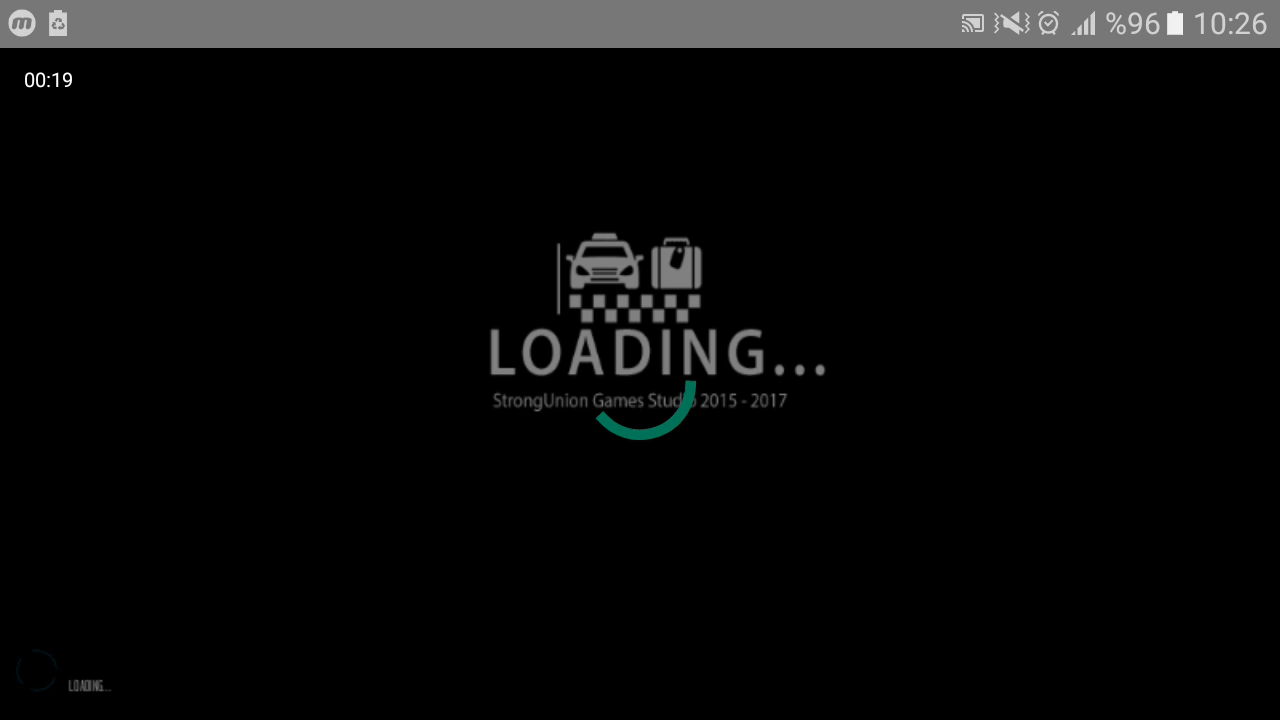 %96 10:26
00:19
LOADING...
StrongUnion Games Studio 2015 - 2017
LOADING...